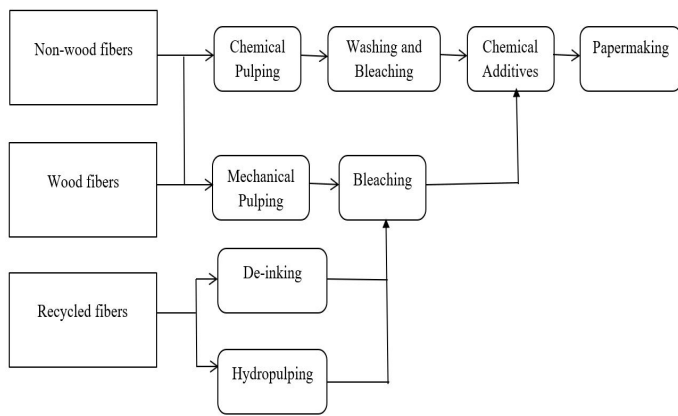 Non-wood fibers
Chemical
Pulping
Washing and
Bleaching
Chemical
Additives
Papermaking
Wood fibers
Mechanical
Pulping
Bleaching
Recycled fibers
De-inking
Hydropulping